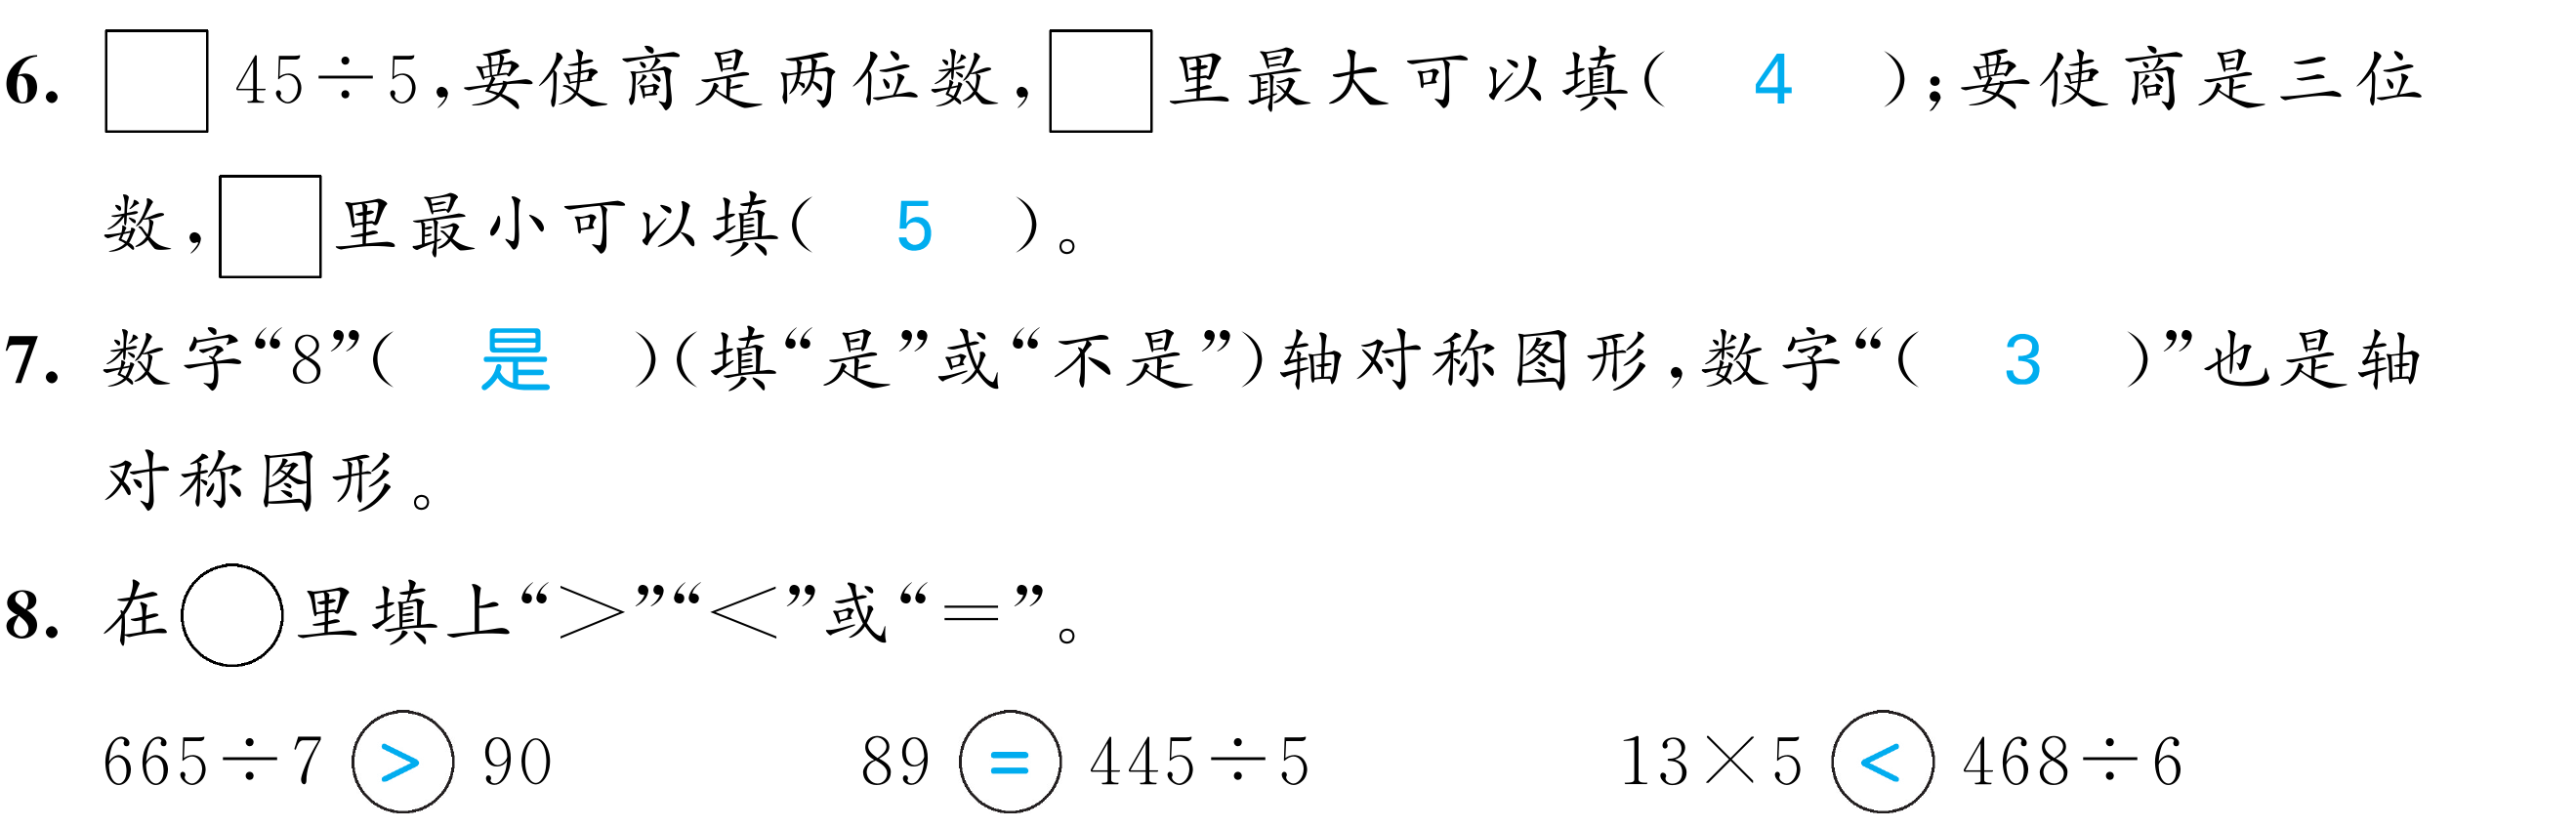 6. □ 45÷5,要使商是两位数,□里最大可以填( 4 );要使商是三位
数,□里最小可以填( 5 )。
7. 数字“8”( 是 )(填“是”或“不是”)轴对称图形,数字“( 3 )”也是轴
对称图形。
8. 在○里填上“>”“<”或“=”。
665÷7 > 90 89 = 445÷5 13×5 < 468÷6